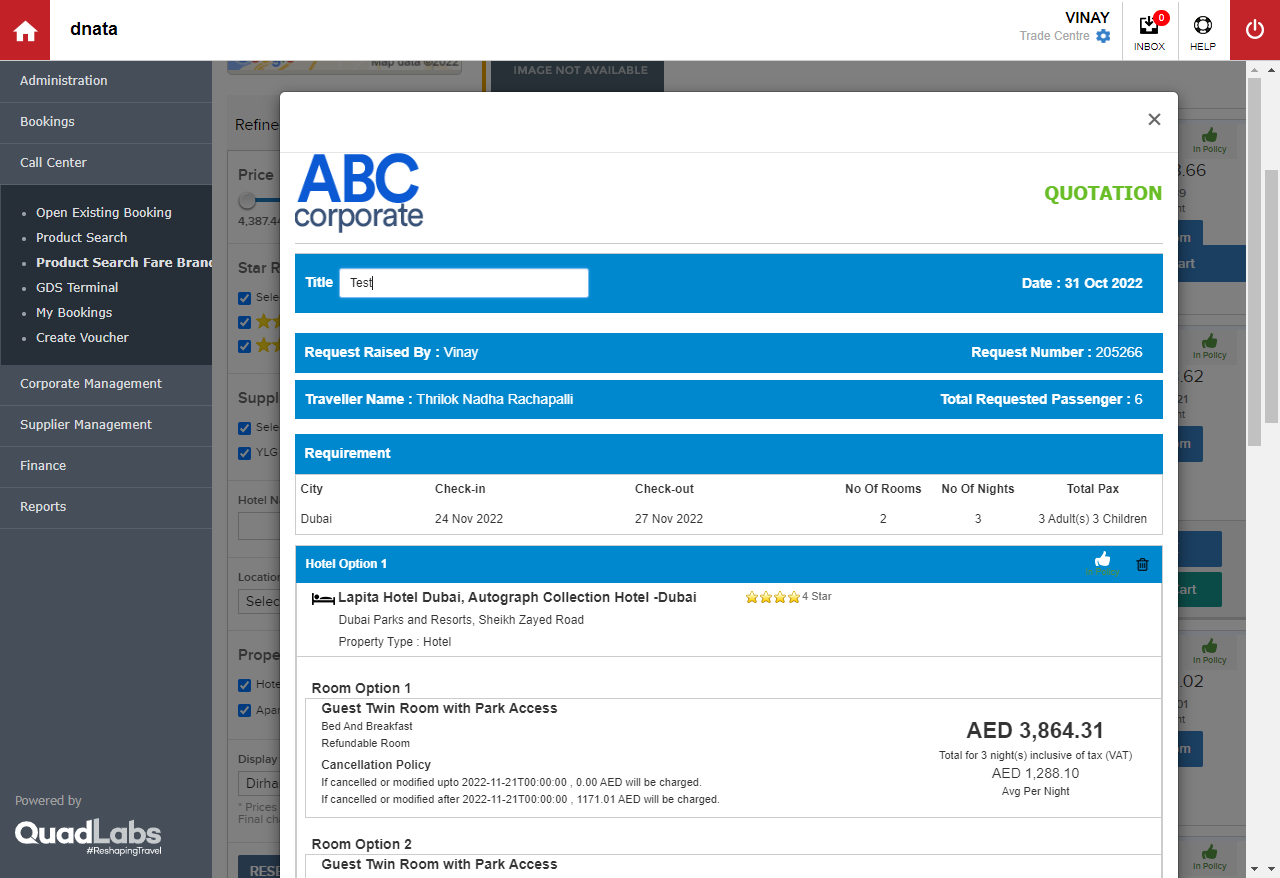 dnata
VINAY
Trade Centre
0
INBOX
HELP
Administration
Bookings
Call Center
Open Existing Booking
Product Search
Product Search Fare Brand
GDS Terminal
My Bookings
Create Voucher
Corporate Management
Supplier Management
Finance
Reports
Powered by
QuadLabs
#ReshapingTravel
Map data ©2022
IMAGE NOT AVAILABLE
Refine
Price
4,387.44
Star R
Sele
Suppl
Sele
YLG
Hotel N
Location
Selec
Prope
Hote
Apar
Display
Dirha
* Prices
Final ch
RESE
×
ABC
corporate
QUOTATION
Title Test Date : 31 Oct 2022
Request Raised By : Vinay Request Number : 205266
Traveller Name : Thrilok Nadha Rachapalli Total Requested Passenger : 6
Requirement
City Check-in Check-out No Of Rooms No Of Nights Total Pax
Dubai 24 Nov 2022 27 Nov 2022 2 3 3 Adult(s) 3 Children
Hotel Option 1 In Policy
Lapita Hotel Dubai, Autograph Collection Hotel -Dubai 4 Star
Dubai Parks and Resorts, Sheikh Zayed Road
Property Type : Hotel
Room Option 1
Guest Twin Room with Park Access
Bed And Breakfast
Refundable Room
Cancellation Policy
If cancelled or modified upto 2022-11-21T00:00:00 , 0.00 AED will be charged.
If cancelled or modified after 2022-11-21T00:00:00 , 1171.01 AED will be charged.
AED 3,864.31
Total for 3 night(s) inclusive of tax (VAT)
AED 1,288.10
Avg Per Night
Room Option 2
Guest Twin Room with Park Access
In Policy
.66
9
nt
om
art
In Policy
.62
21
nt
om
Cart
In Policy
.02
01
nt
om
In Policy